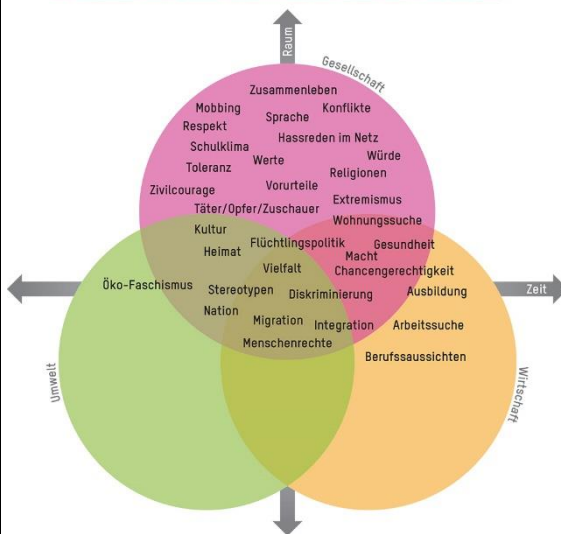 Raum
Gesellschaft
Zusammenleben
Mobbing
Konflikte
Sprache
Respekt
Hassreden im Netz
Schulklima
Würde
Werte
Toleranz
Religionen
Vorurteile
Zivilcourage
Extremismus
Täter/Opfer/Zuschauer
Wohnungssuche
Kultur
Flüchtlingspolitik
Gesundheit
Heimat
Macht
Vielfalt
Chancengerechtigkeit
Öko-Faschismus
Stereotypen
Diskriminierung
Ausbildung
Zeit
Nation
Migration
Integration
Arbeitssuche
Menschenrechte
Berufssaussichten
Umwelt
Wirtschaft